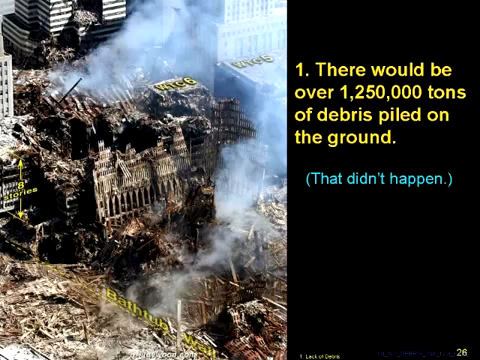 WTC6
WTC5
1. There would be
over 1,250,000 tons
of debris piled on
the ground.
(That didn't happen.)
8
stories
Bathtub Wall
1. Lack of Debris
26